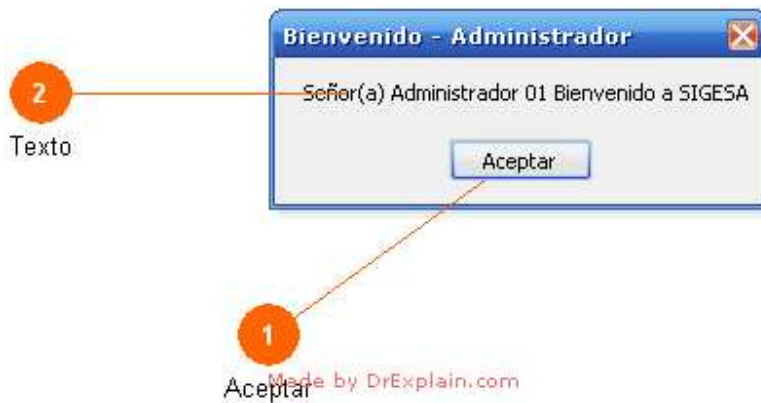 Bienvenido - Administrador
2
Señor(a) Administrador 01 Bienvenido a SIGESA
Texto
Aceptar
1
Aceptar
Made by DrExplain.com